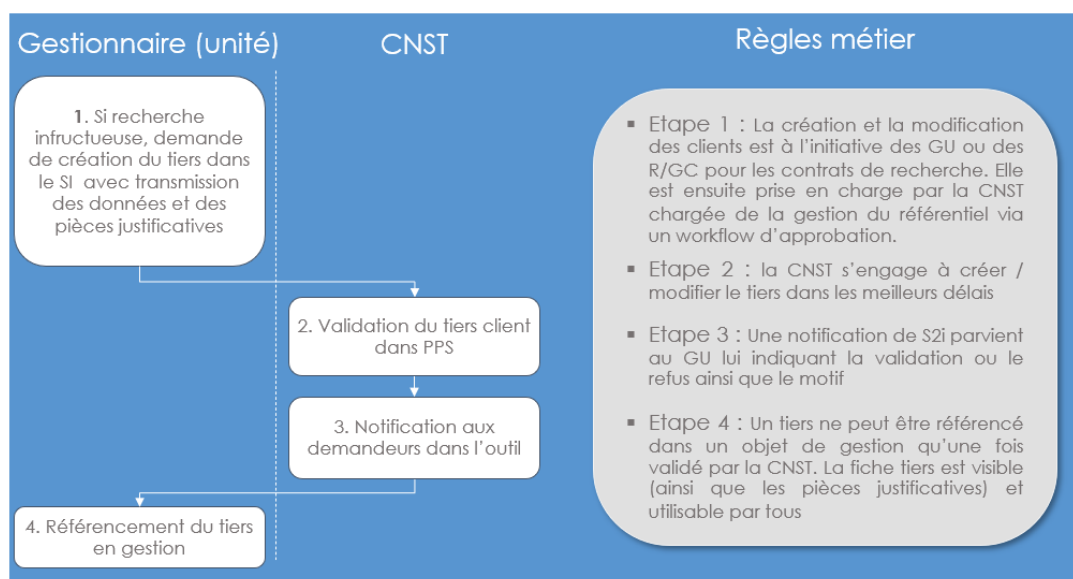 Gestionnaire (unité)
CNST
Règles métier
1. Si recherche
infructueuse, demande
de création du tiers dans
le SI avec transmission
des données et des
pièces justificatives
2. Validation du tiers client
dans PPS
3. Notification aux
demandeurs dans l'outil
4. Référencement du tiers
en gestion
▪ Etape 1 : La création et la modification
des clients est à l'initiative des GU ou des
R/GC pour les contrats de recherche. Elle
est ensuite prise en charge par la CNST
chargée de la gestion du référentiel via
un workflow d'approbation.
▪ Etape 2 : la CNST s'engage à créer /
modifier le tiers dans les meilleurs délais
▪ Etape 3 : Une notification de S2i parvient
au GU lui indiquant la validation ou le
refus ainsi que le motif
▪ Etape 4 : Un tiers ne peut être référencé
dans un objet de gestion qu'une fois
validé par la CNST. La fiche tiers est visible
(ainsi que les pièces justificatives) et
utilisable par tous